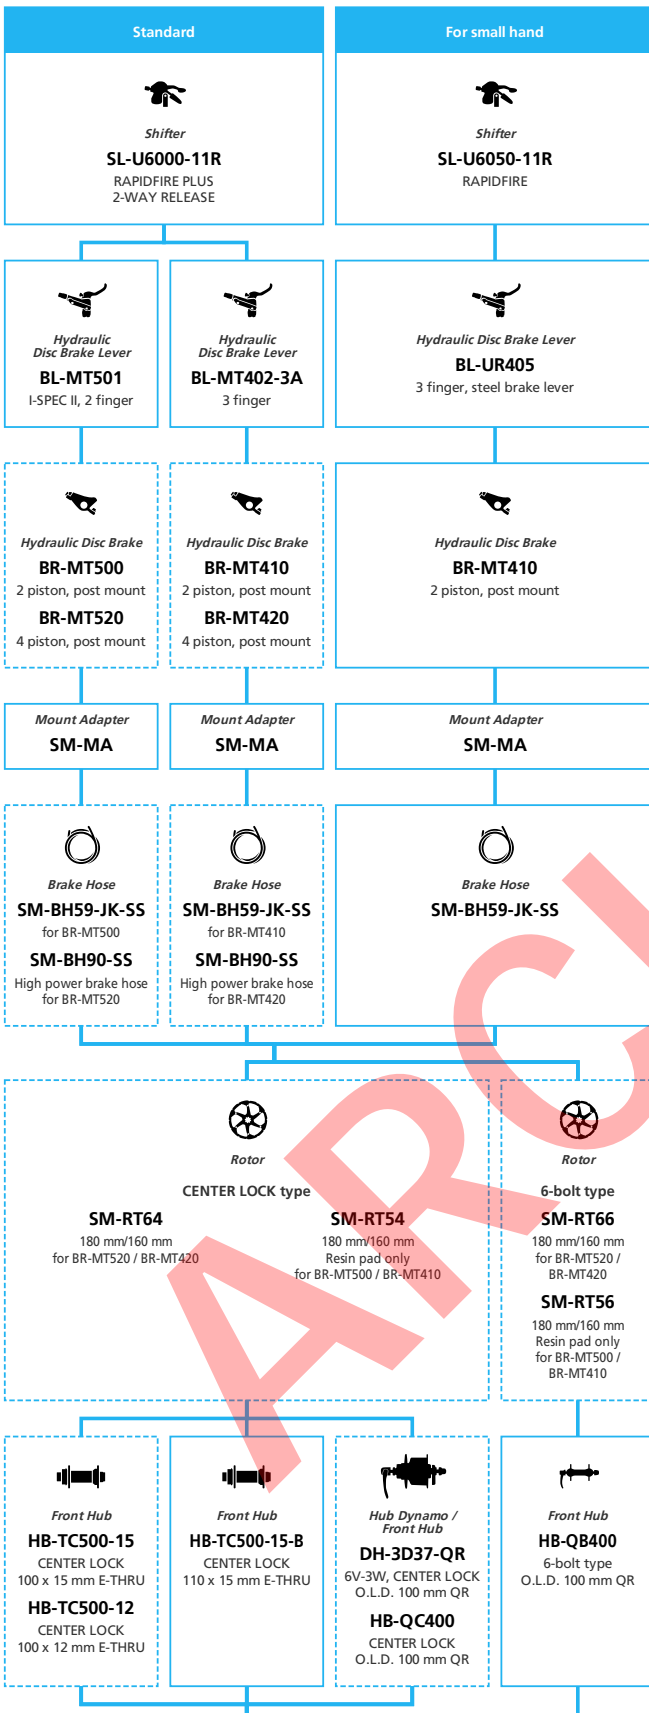 Standard
For small hand
Shifter
SL-U6000-11R
RAPIDFIRE PLUS
2-WAY RELEASE
Shifter
SL-U6050-11R
RAPIDFIRE
Hydraulic
Disc Brake Lever
BL-MT501
I-SPEC II, 2 finger
Hydraulic
Disc Brake Lever
BL-MT402-3A
3 finger
Hydraulic Disc Brake Lever
BL-UR405
3 finger, steel brake lever
Hydraulic Disc Brake
BR-MT500
2 piston, post mount
BR-MT520
4 piston, post mount
Hydraulic Disc Brake
BR-MT410
2 piston, post mount
BR-MT420
4 piston, post mount
Hydraulic Disc Brake
BR-MT410
2 piston, post mount
Mount Adapter
SM-MA
Mount Adapter
SM-MA
Mount Adapter
SM-MA
Brake Hose
SM-BH59-JK-SS
for BR-MT500
SM-BH90-SS
High power brake hose
for BR-MT520
Brake Hose
SM-BH59-JK-SS
for BR-MT410
SM-BH90-SS
High power brake hose
for BR-MT420
Brake Hose
SM-BH59-JK-SS
Rotor
CENTER LOCK type
SM-RT64
180 mm/160 mm
for BR-MT520 / BR-MT420
SM-RT54
180 mm/160 mm
Resin pad only
for BR-MT500 / BR-MT410
Rotor
6-bolt type
SM-RT66
180 mm/160 mm
for BR-MT520 /
BR-MT420
SM-RT56
180 mm/160 mm
Resin pad only
for BR-MT500 /
BR-MT410
Front Hub
HB-TC500-15
CENTER LOCK
100 x 15 mm E-THRU
HB-TC500-12
CENTER LOCK
100 x 12 mm E-THRU
Front Hub
HB-TC500-15-B
CENTER LOCK
110 x 15 mm E-THRU
Hub Dynamo /
Front Hub
DH-3D37-QR
6V-3W, CENTER LOCK
O.L.D. 100 mm QR
HB-QC400
CENTER LOCK
O.L.D. 100 mm QR
Front Hub
HB-QB400
6-bolt type
O.L.D. 100 mm QR